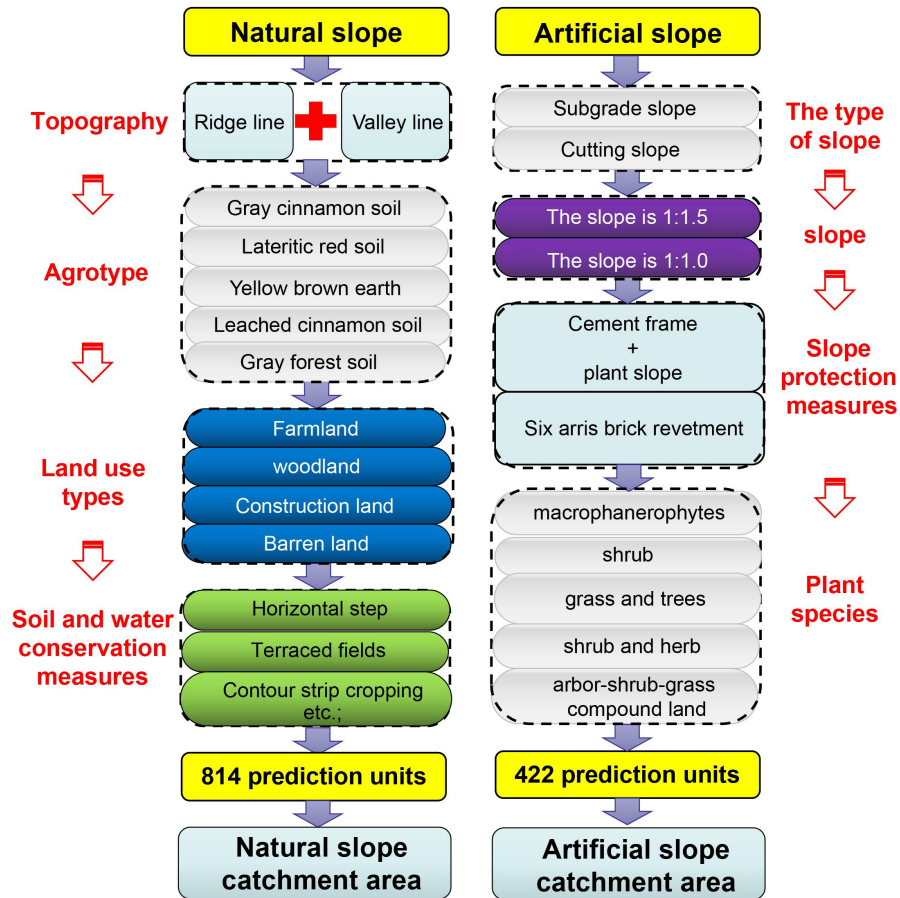 Natural slope
Topography
Ridge line
Valley line
Agrotype
Gray cinnamon soil
Lateritic red soil
Yellow brown earth
Leached cinnamon soil
Gray forest soil
Land use
types
Farmland
woodland
Construction land
Barren land
Soil and water
conservation
measures
Horizontal step
Terraced fields
Contour strip cropping
etc.;
814 prediction units
Natural slope
catchment area
Artificial slope
Subgrade slope
Cutting slope
The type
of slope
The slope is 1:1.5
The slope is 1:1.0
slope
Cement frame
+
plant slope
Six arris brick revetment
Slope
protection
measures
macrophanerophytes
shrub
grass and trees
shrub and herb
arbor-shrub-grass
compound land
Plant
species
422 prediction units
Artificial slope
catchment area